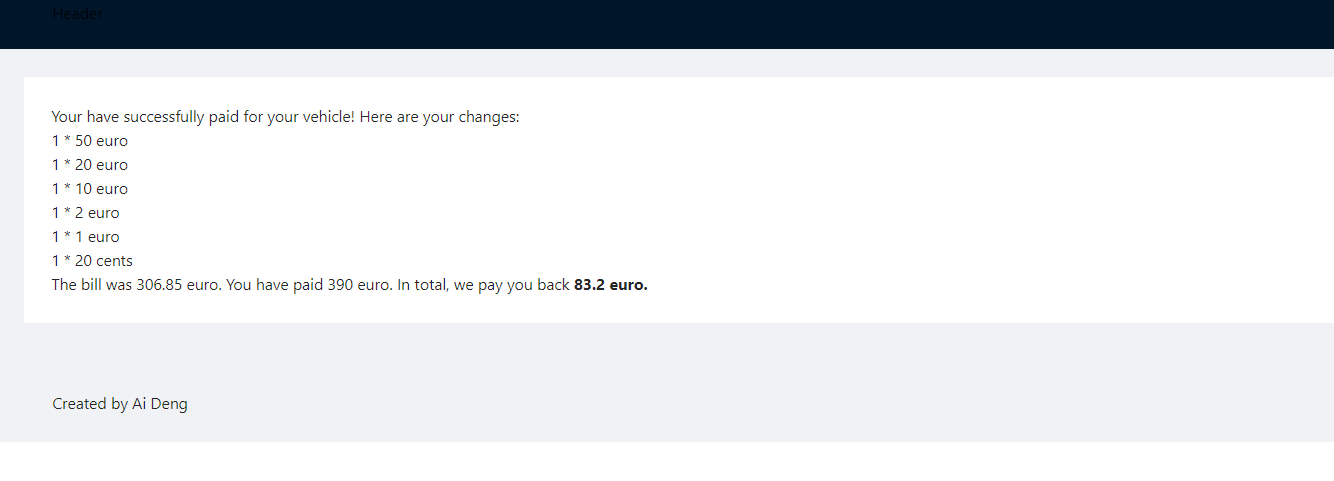 Header
Your have successfully paid for your vehicle! Here are your changes:
1 * 50 euro
1 * 20 euro
1 * 10 euro
1 * 2 euro
1 * 1 euro
1 * 20 cents
The bill was 306.85 euro. You have paid 390 euro. In total, we pay you back 83.2 euro.
Created by Ai Deng